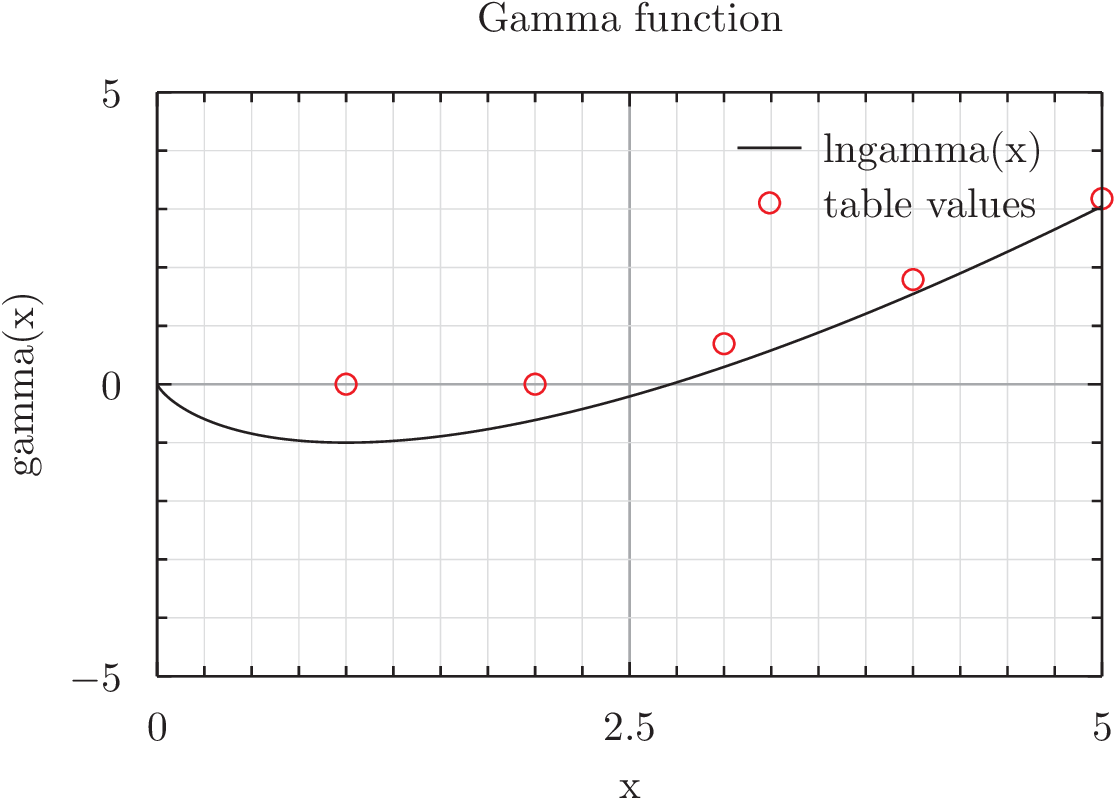 Gamma function
5
lngamma(x)
table values
gamma(x)
0
−5
0 2.5 5
x